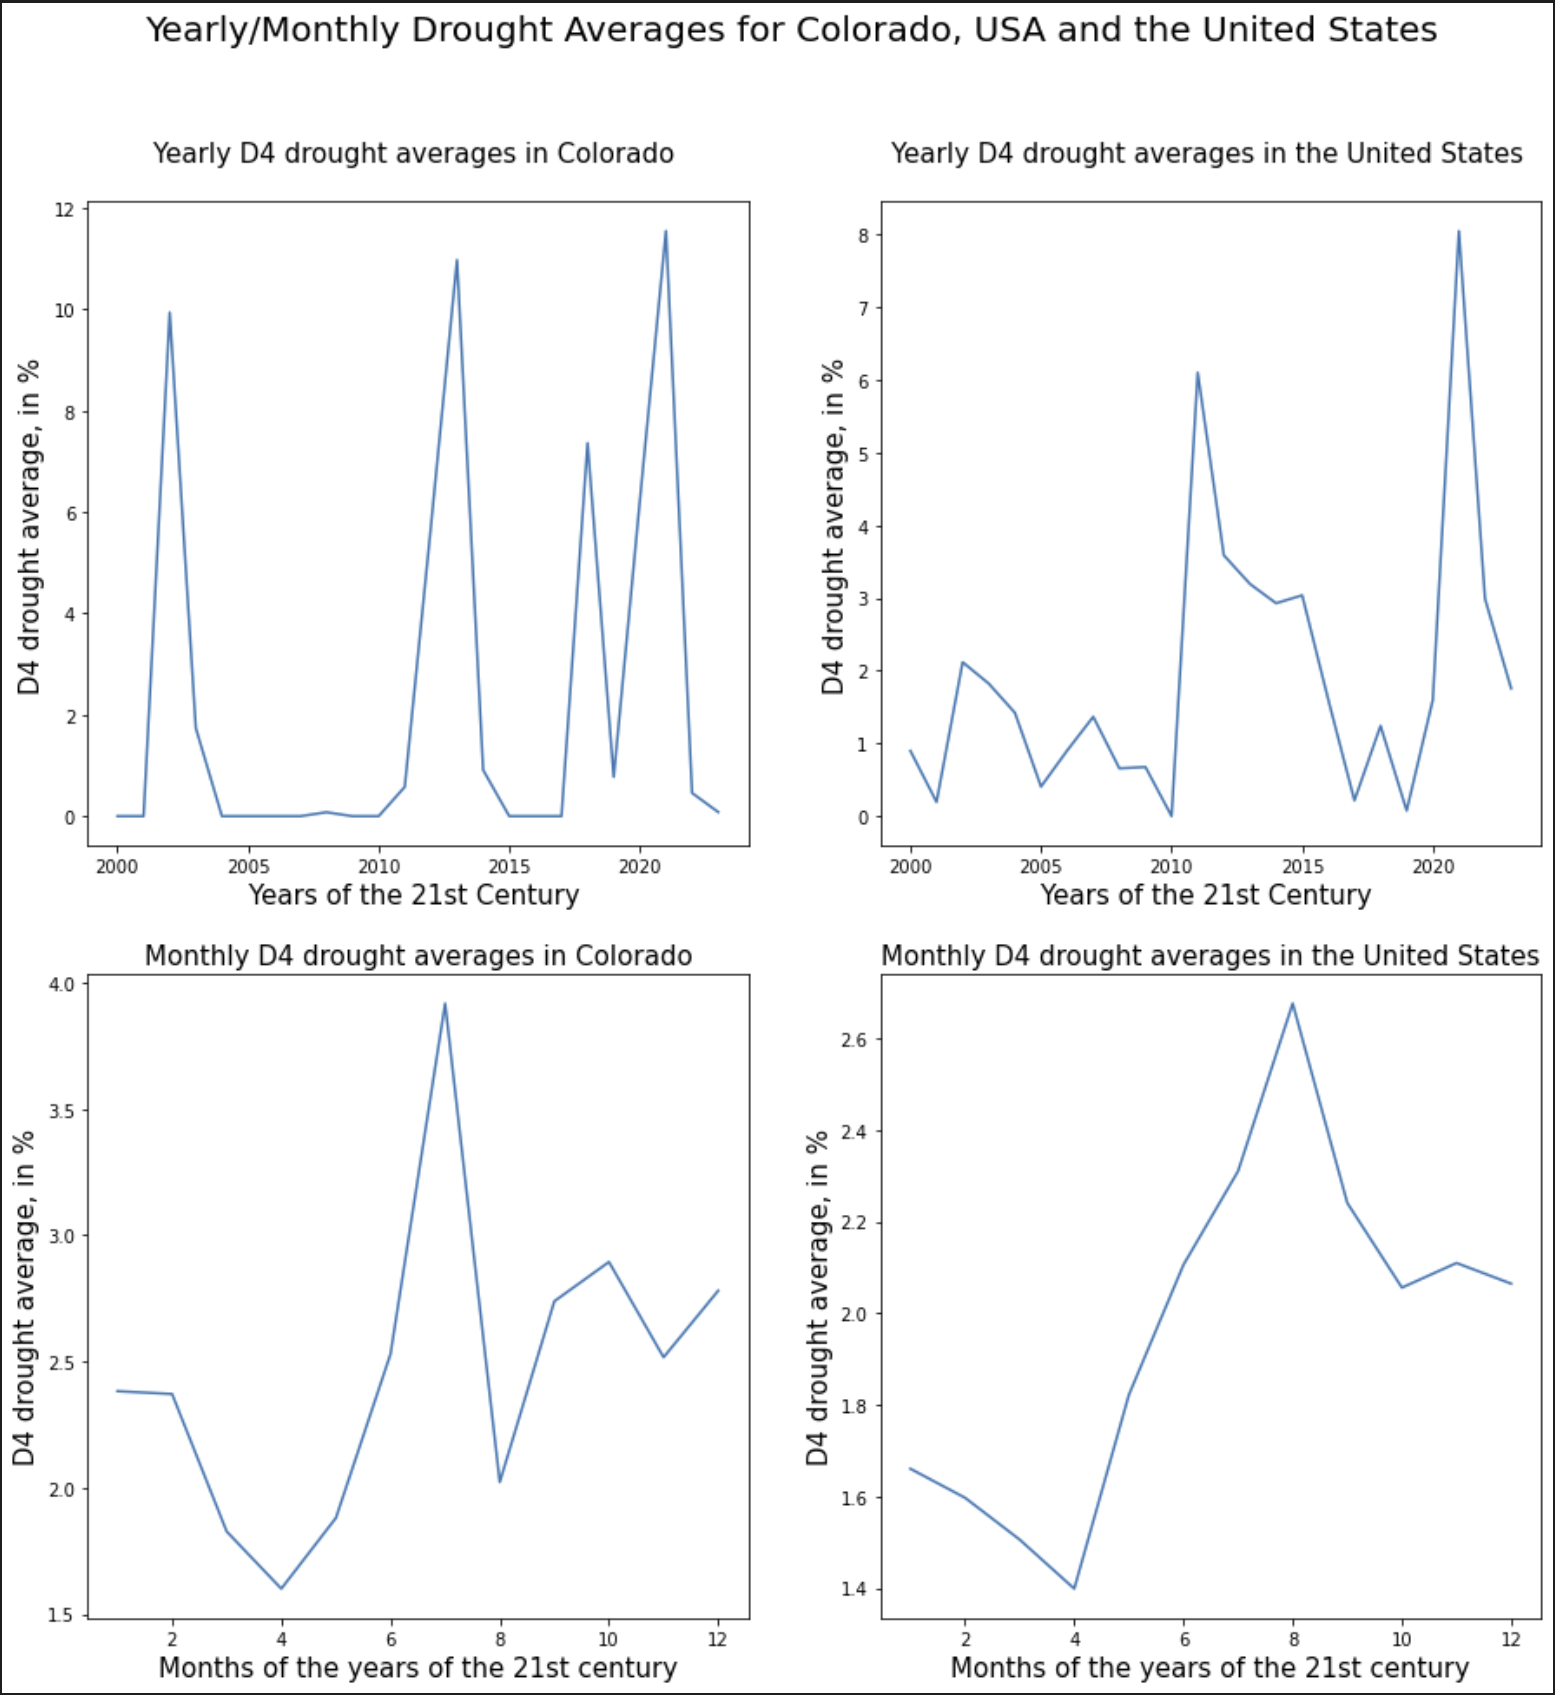 Yearly/Monthly Drought Averages for Colorado, USA and the United States
Yearly D4 drought averages in Colorado
D4 drought average, in %
12
10
8
6
4
2
0
2000 2005 2010 2015 2020
Years of the 21st Century
Yearly D4 drought averages in the United States
D4 drought average, in %
8
7
6
5
4
3
2
1
0
2000 2005 2010 2015 2020
Years of the 21st Century
Monthly D4 drought averages in Colorado
D4 drought average, in %
4.0
3.5
3.0
2.5
2.0
1.5
2 4 6 8 10 12
Months of the years of the 21st century
Monthly D4 drought averages in the United States
D4 drought average, in %
2.6
2.4
2.2
2.0
1.8
1.6
1.4
2 4 6 8 10 12
Months of the years of the 21st century